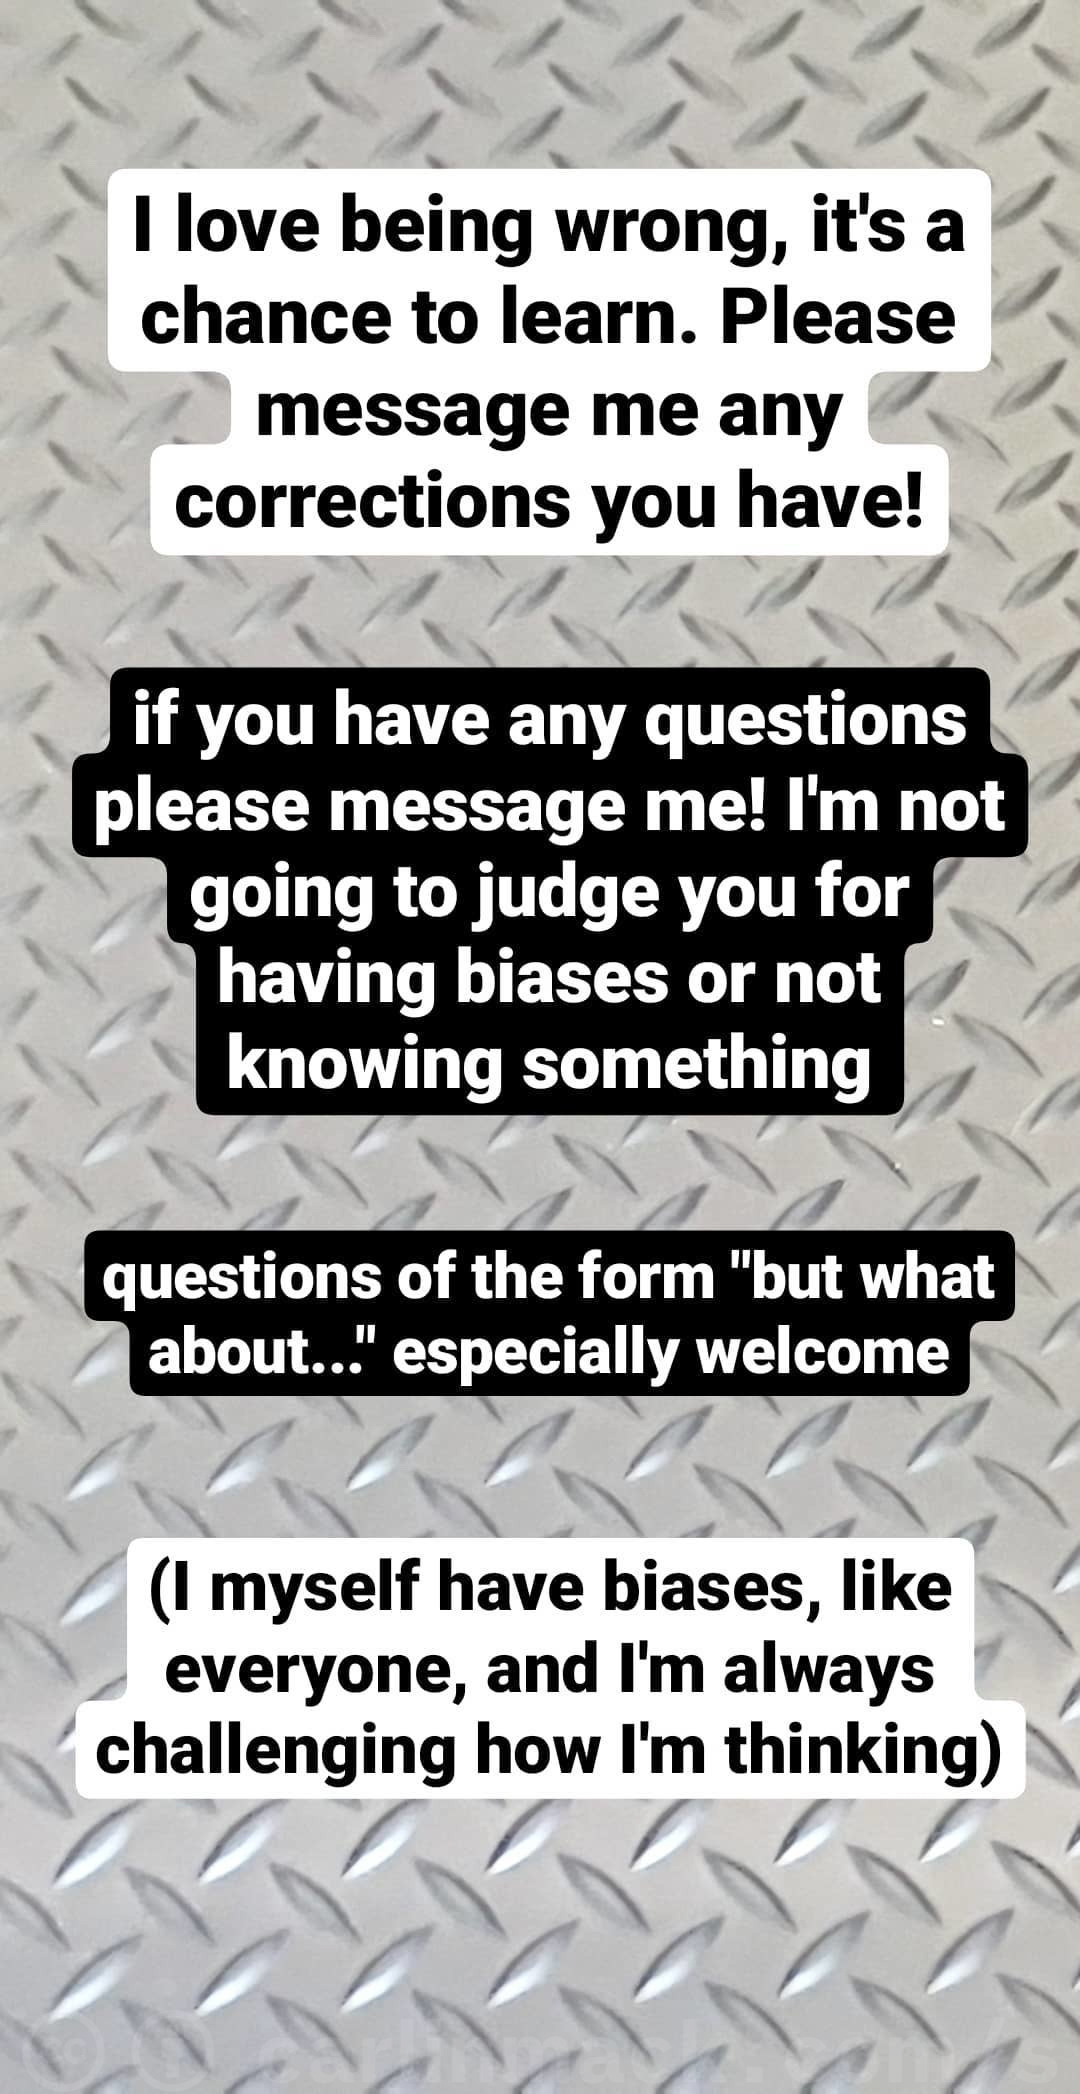 I love being wrong, it's a
chance to learn. Please
message me any
corrections you have!
if you have any questions
please message me! I'm not
going to judge you for
having biases or not
knowing something
questions of the form "but what
about..." especially welcome
(I myself have biases, like
everyone, and I'm always
challenging how I'm thinking)